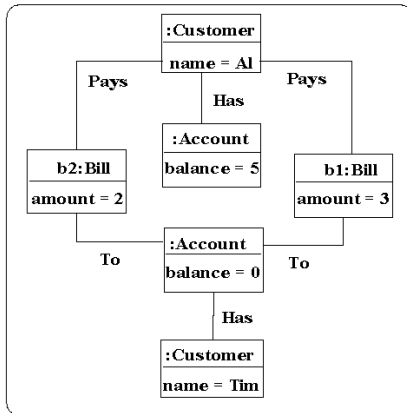 :Customer
name = Al
Pays
Pays
Has
:Account
balance = 5
b2:Bill
amount = 2
b1:Bill
amount = 3
:Account
balance = 0
To
To
Has
:Customer
name = Tim